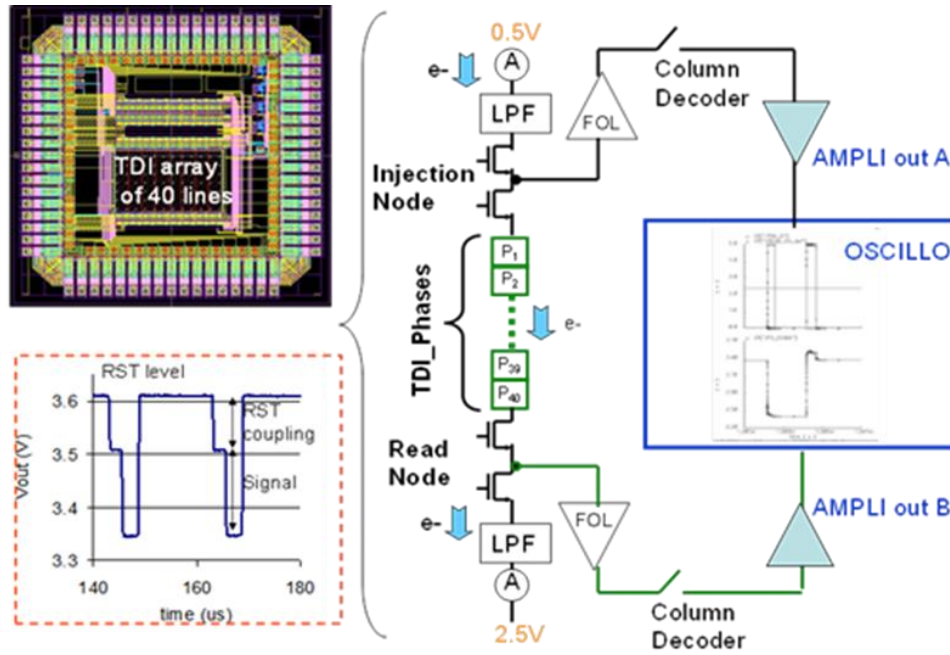 TDI array
of 40 lines
RST level
3.6
3.5
3.4
3.3
Vout (V)
RST
coupling
Signal
140
160
180
time (us)
0.5V
A
e-
LPF
Injection
Node
FOL
Column
Decoder
AMPLI out A
OSCILLO
TDI_Phases
P1
P2
e-
P39
P40
Read
Node
e-
LPF
A
2.5V
FOL
Column
Decoder
AMPLI out B